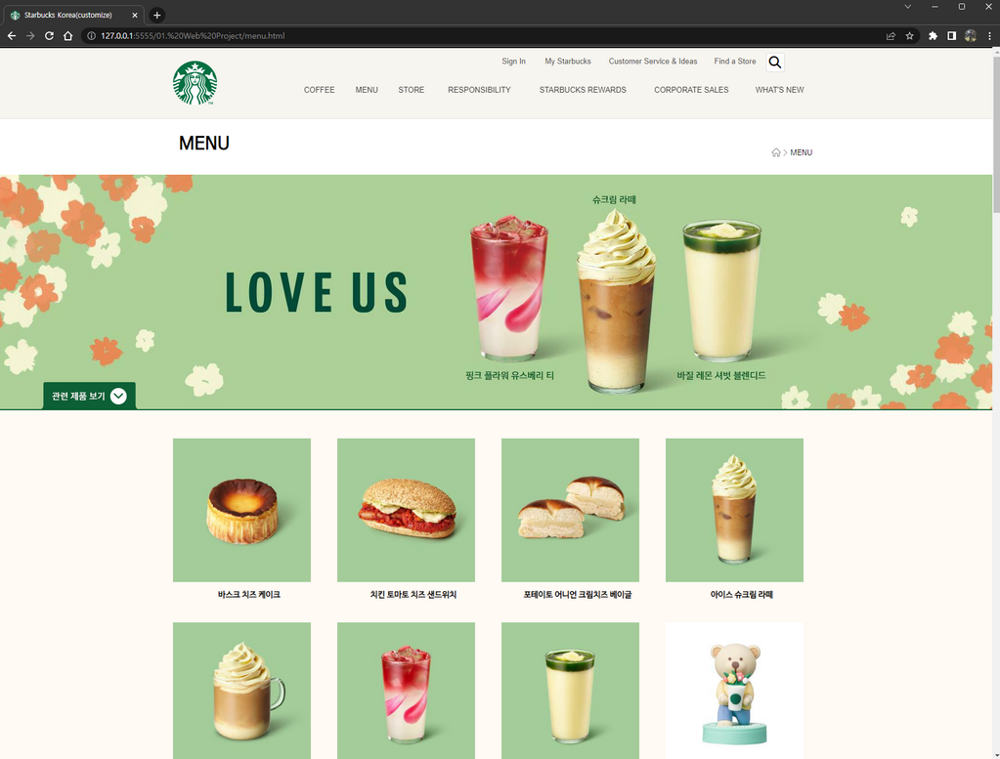 Starbucks Korea(customize)
127.0.0.1:5555/01.%20Web%20Project/menu.html
Sign In My Starbucks Customer Service & Ideas Find a Store
COFFEE MENU STORE RESPONSIBILITY STARBUCKS REWARDS CORPORATE SALES WHAT'S NEW
MENU
MENU
슈크림 라떼
LOVE US
핑크 플라워 유스베리 티
바질 레몬 셔벗 블렌디드
관련 제품 보기
바스크 치즈 케이크
치킨 토마토 치즈 샌드위치
포테이토 어니언 크림치즈 베이글
아이스 슈크림 라떼